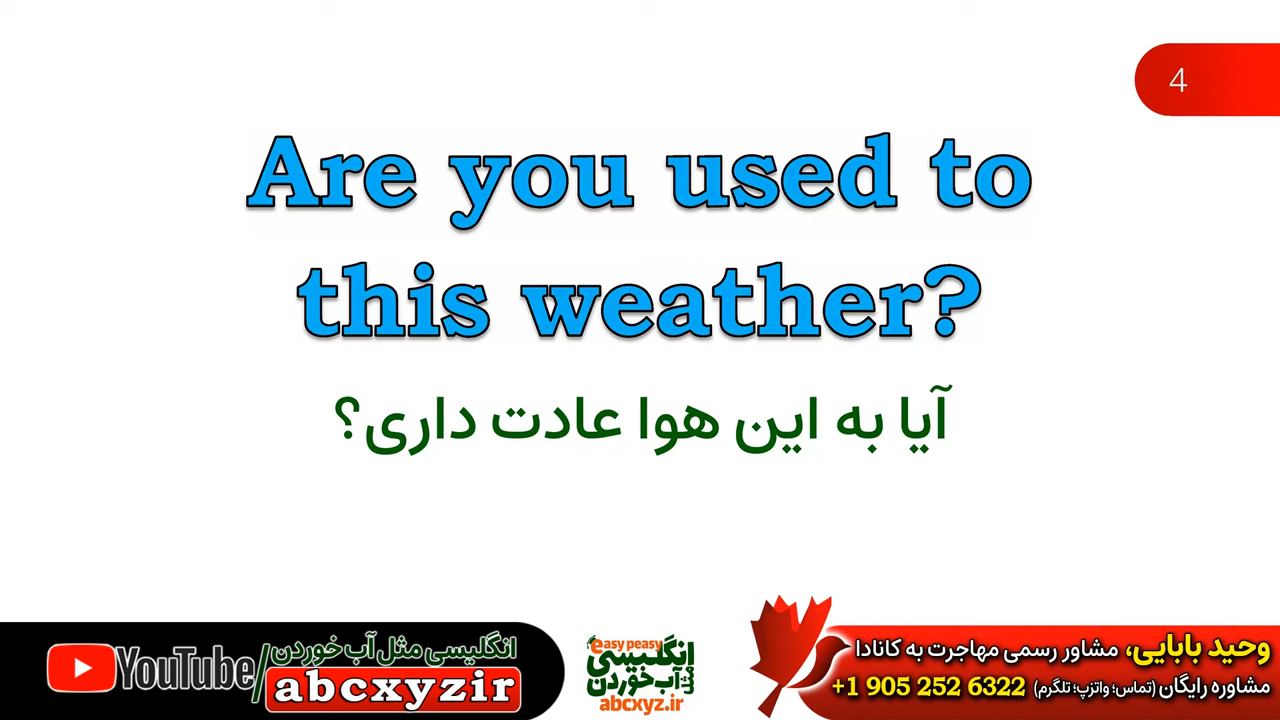 4
Are you used to
this weather?
آیا به این هوا عادت داری؟
YouTube/
انگلیسی مثل آب خوردن
abcxyzir
easy peasy
انگلیسی
مثل آب خوردن
abcxyz.ir
وحید بابایی، مشاور رسمی مهاجرت به کانادا
مشاوره رایگان (تماس؛ واتزپ؛ تلگرم) +1 905 252 6322